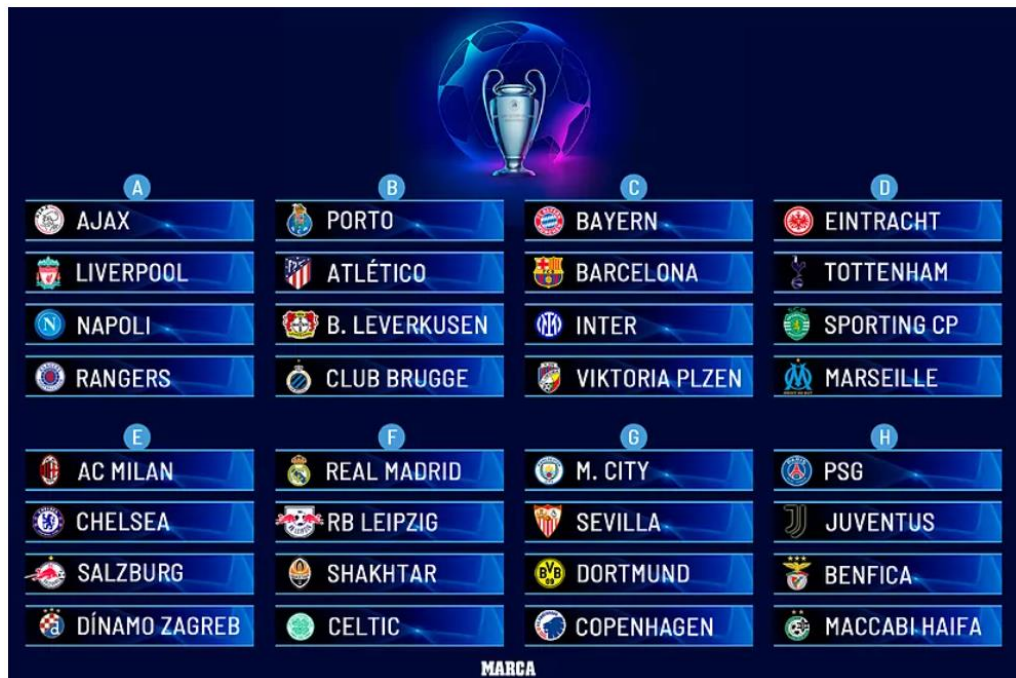 A
AJAX
LIVERPOOL
NAPOLI
RANGERS
B
PORTO
ATLÉTICO
B. LEVERKUSEN
CLUB BRUGGE
C
BAYERN
BARCELONA
INTER
VIKTORIA PLZEN
D
EINTRACHT
TOTTENHAM
SPORTING CP
MARSEILLE
E
AC MILAN
CHELSEA
SALZBURG
DÍNAMO ZAGREB
F
REAL MADRID
RB LEIPZIG
SHAKHTAR
CELTIC
G
M. CITY
SEVILLA
DORTMUND
COPENHAGEN
H
PSG
JUVENTUS
BENFICA
MACCABI HAIFA
MARCA